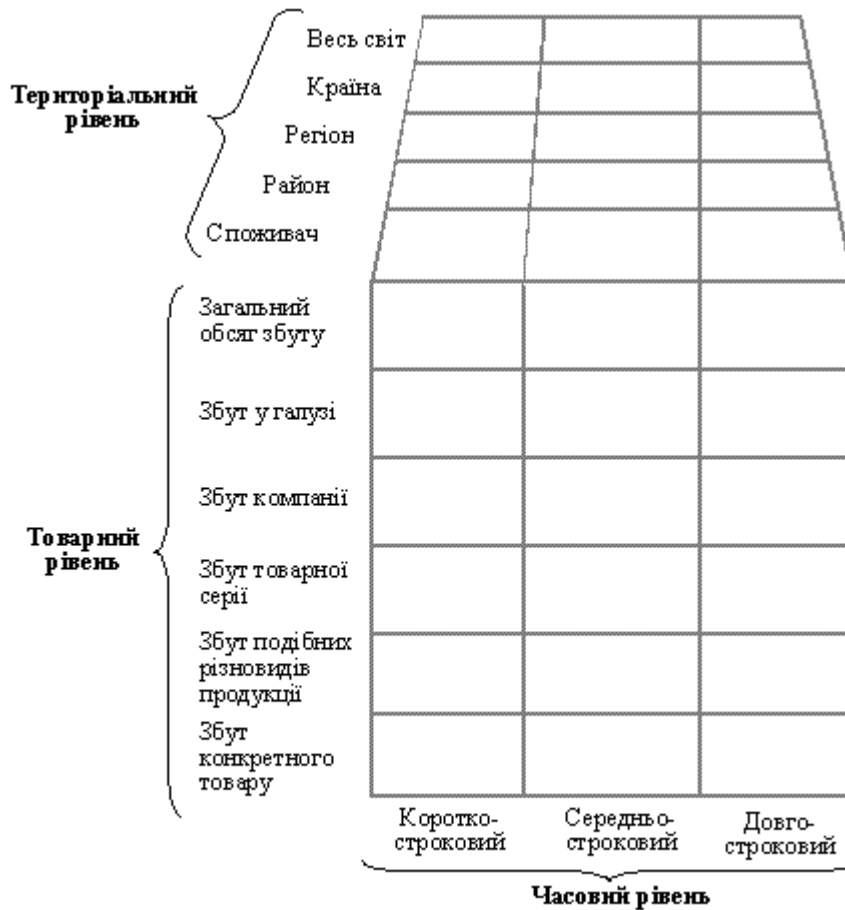 Весь світ
Країна
Територіальний
рівень
Регіон
Район
Споживач
Загальний
обсяг збуту
Збут у галузі
Збут компанії
Товарний
рівень
Збут товарної
серії
Збут подібних
різновидів
продукції
Збут
конкретного
товару
Коротко-
строковий
Середньо-
строковий
Довго-
строковий
Часовий рівень